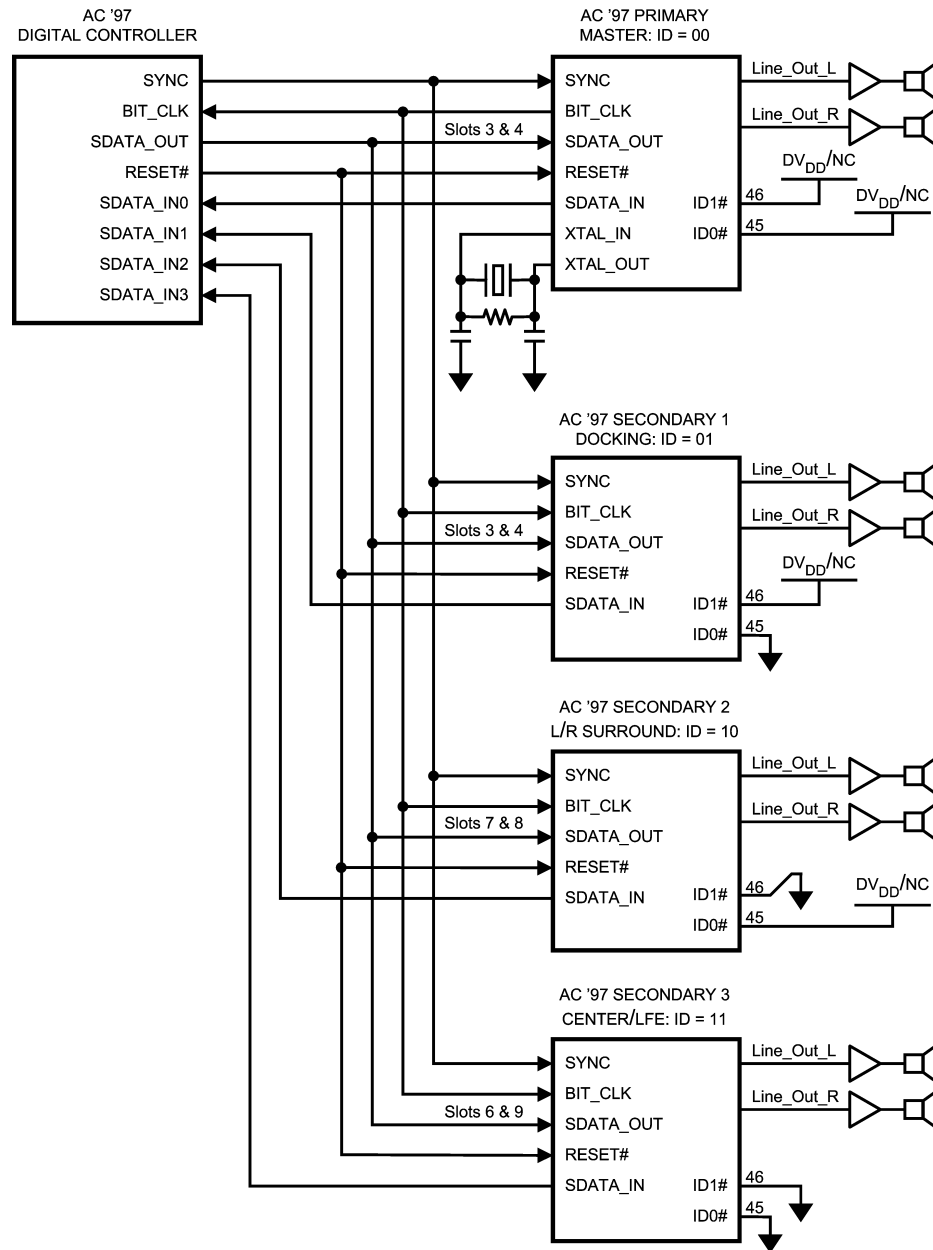 AC '97
DIGITAL CONTROLLER
SYNC
BIT_CLK
SDATA_OUT
RESET#
SDATA_IN0
SDATA_IN1
SDATA_IN2
SDATA_IN3
AC '97 PRIMARY
MASTER: ID = 00
SYNC
BIT_CLK
Slots 3 & 4
SDATA_OUT
RESET#
SDATA_IN
XTAL_IN
XTAL_OUT
ID1#
ID0#
46
45
Line_Out_L
Line_Out_R
DVDD/NC
DVDD/NC
AC '97 SECONDARY 1
DOCKING: ID = 01
SYNC
BIT_CLK
Slots 3 & 4
SDATA_OUT
RESET#
SDATA_IN
ID1#
ID0#
46
45
Line_Out_L
Line_Out_R
DVDD/NC
AC '97 SECONDARY 2
L/R SURROUND: ID = 10
SYNC
BIT_CLK
Slots 7 & 8
SDATA_OUT
RESET#
SDATA_IN
ID1#
ID0#
46
45
Line_Out_L
Line_Out_R
DVDD/NC
AC '97 SECONDARY 3
CENTER/LFE: ID = 11
SYNC
BIT_CLK
Slots 6 & 9
SDATA_OUT
RESET#
SDATA_IN
ID1#
ID0#
46
45
Line_Out_L
Line_Out_R